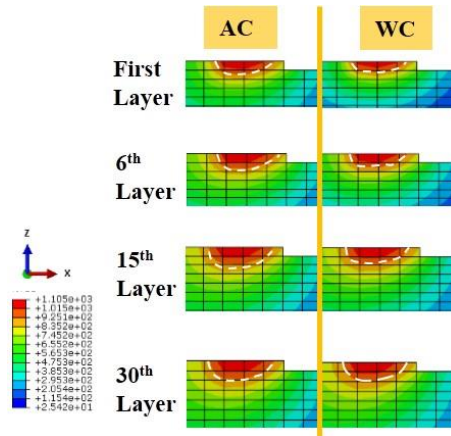 AC
WC
First
Layer
6th
Layer
15th
Layer
30th
Layer
z
x
+1.105e+03
+1.015e+03
+9.251e+02
+8.352e+02
+7.452e+02
+6.552e+02
+5.653e+02
+4.753e+02
+3.853e+02
+2.953e+02
+2.054e+02
+1.154e+02
+2.542e+01